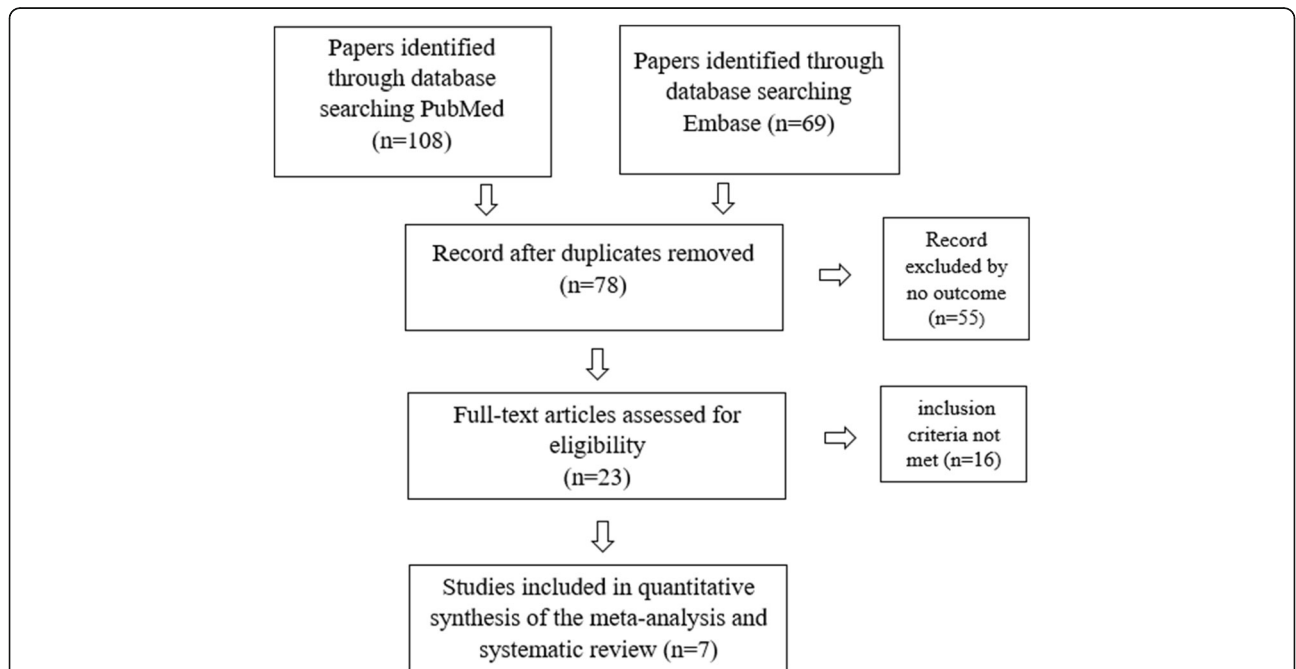 Papers identified
through database
searching PubMed
(n=108)
Papers identified through
database searching
Embase (n=69)
Record after duplicates removed
(n=78)
Record
excluded by
no outcome
(n=55)
Full-text articles assessed for
eligibility
(n=23)
inclusion
criteria not
met (n=16)
Studies included in quantitative
synthesis of the meta-analysis and
systematic review (n=7)